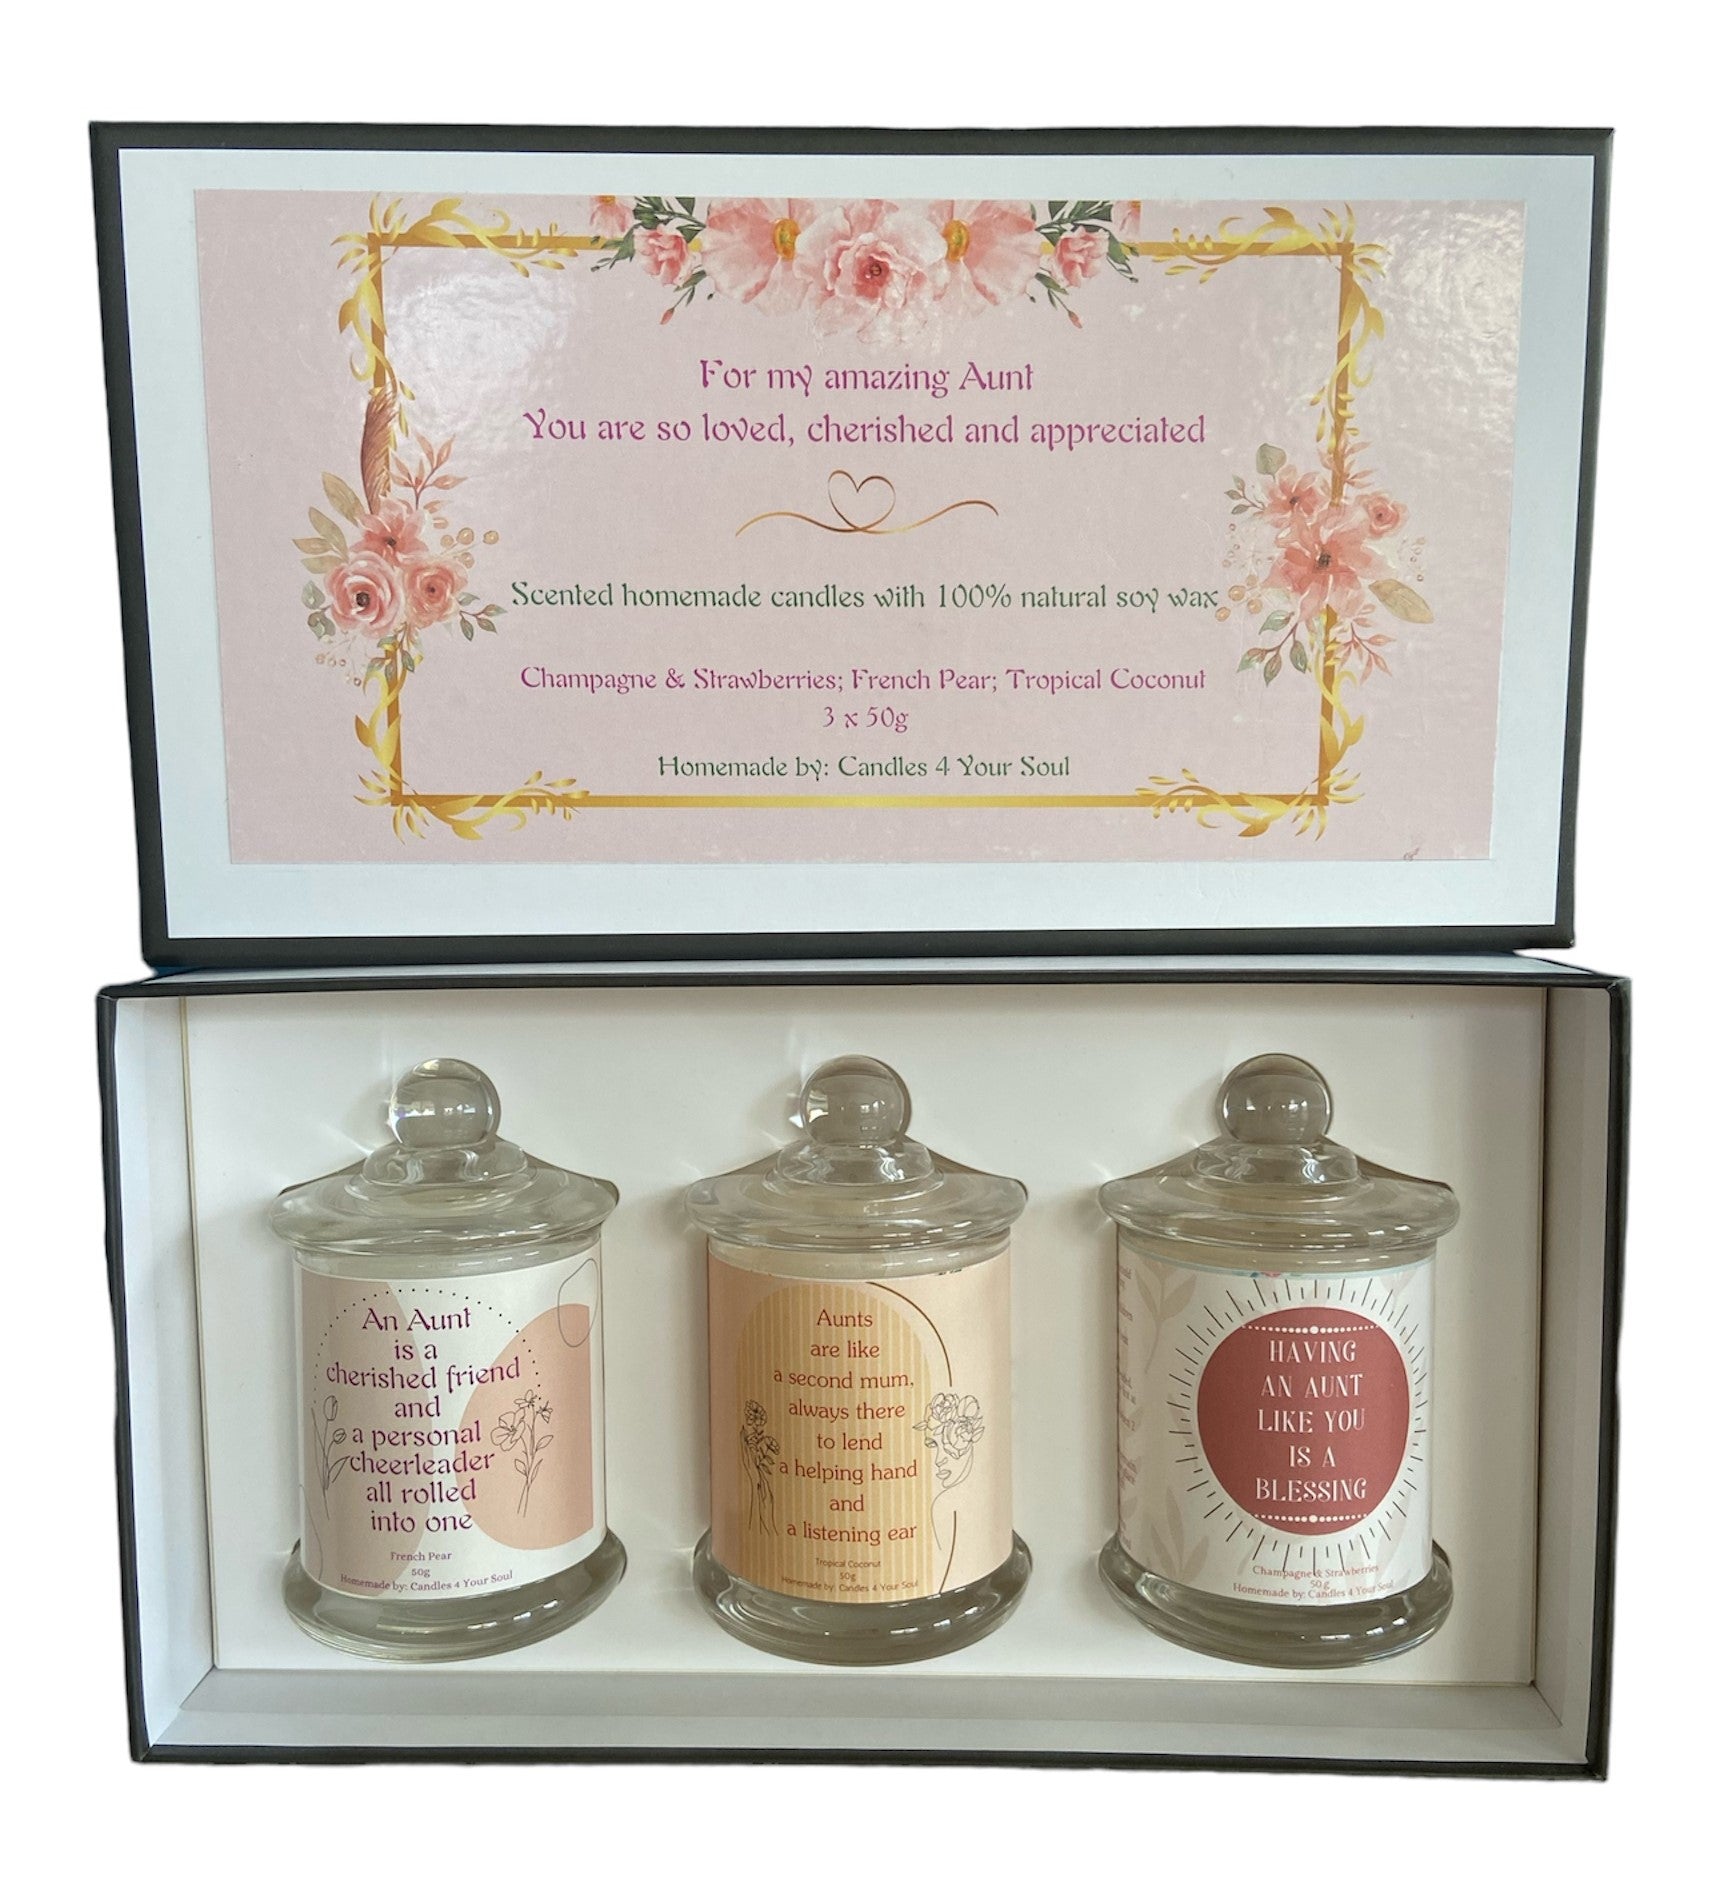 For my amazing Aunt
You are so loved, cherished and appreciated
Scented homemade candles with 100% natural soy wax
Champagne & Strawberries; French Pear; Tropical Coconut
3 x 50g
Homemade by: Candles 4 Your Soul
An Aunt
is a
cherished friend
and
a personal
cheerleader
all rolled
into one
French Pear
50g
Homemade by: Candles 4 Your Soul
Aunts
are like
a second mum,
always there
to lend
a helping hand
and
a listening ear
Tropical Coconut
50g
Homemade by: Candles 4 Your Soul
HAVING
AN AUNT
LIKE YOU
IS A
BLESSING
Champagne & Strawberries
50g
Homemade by: Candles 4 Your Soul